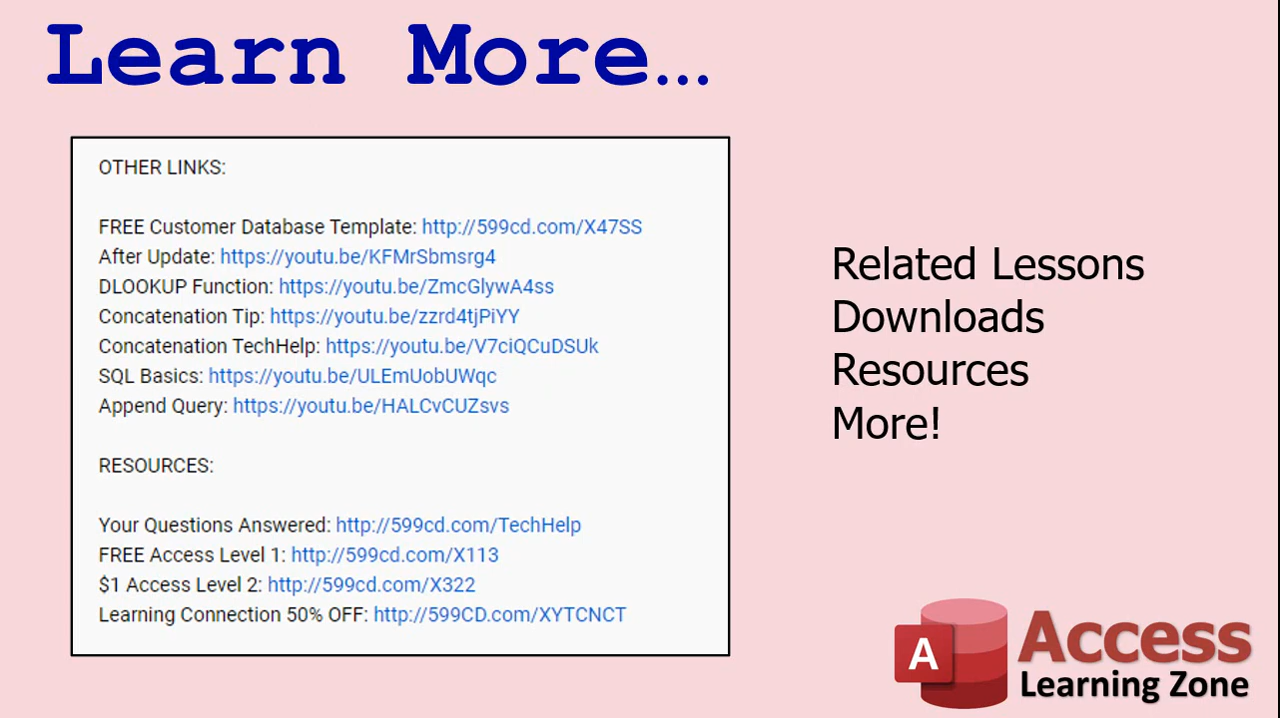 Learn More...
OTHER LINKS:
FREE Customer Database Template: http://599cd.com/X47SS
After Update: https://youtu.be/KFMrSbmsrg4
DLOOKUP Function: https://youtu.be/ZmcGlywA4ss
Concatenation Tip: https://youtu.be/zzrd4tjPiYY
Concatenation TechHelp: https://youtu.be/V7ciQCuDSUk
SQL Basics: https://youtu.be/ULEmUobUWqc
Append Query: https://youtu.be/HALCvCUZsvs
RESOURCES:
Your Questions Answered: http://599cd.com/TechHelp
FREE Access Level 1: http://599cd.com/X113
$1 Access Level 2: http://599cd.com/X322
Learning Connection 50% OFF: http://599CD.com/XYTCNCT
Related Lessons
Downloads
Resources
More!
A
Access
Learning Zone